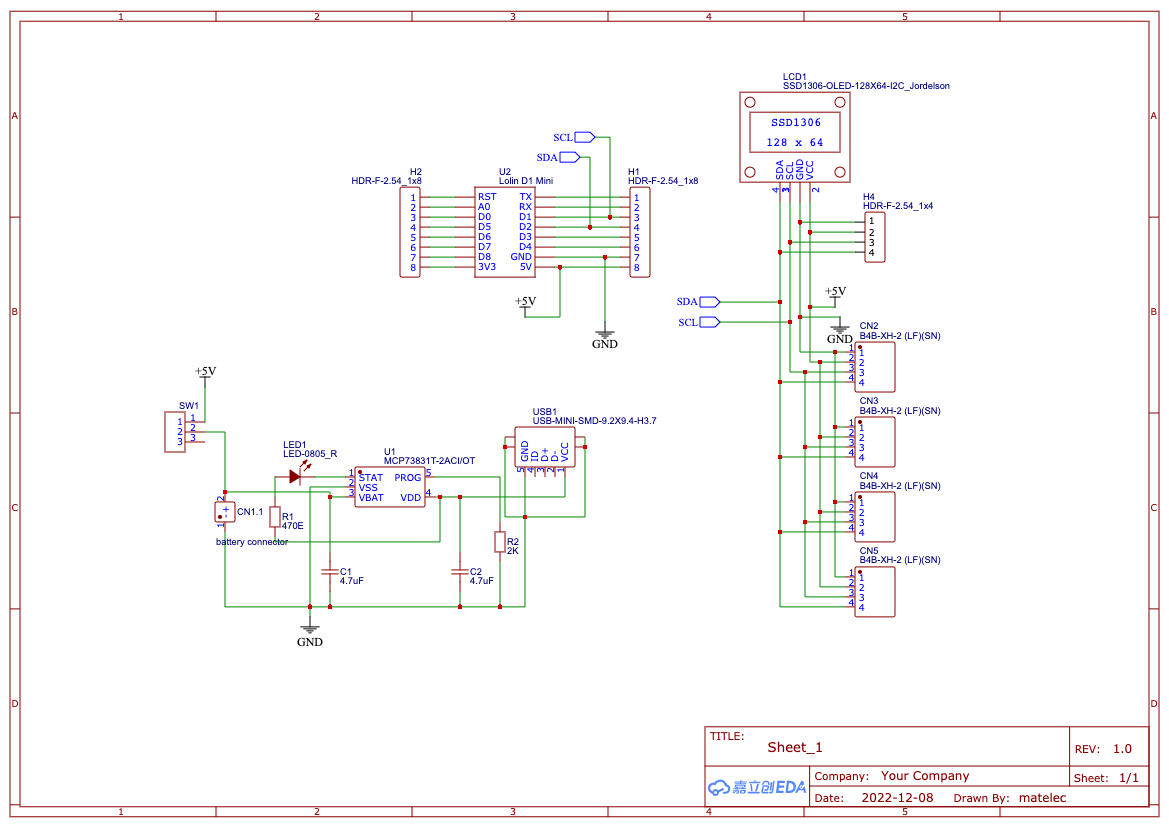 1 2 3 4 5
A A
B B
C C
D D
1 2 3 4 5
LCD1
SSD1306-OLED-128X64-I2C_Jordelson
SSD1306
128 x 64
SDA
SCL
GND
VCC
4
3
2
SCL
SDA
H2
HDR-F-2.54_1x8
1
2
3
4
5
6
7
8
U2
Lolin D1 Mini
RST TX
A0 RX
D0 D1
D5 D2
D6 D3
D7 D4
D8 GND
3V3 5V
H1
HDR-F-2.54_1x8
1
2
3
4
5
6
7
8
+5V
GND
H4
HDR-F-2.54_1x4
1
2
3
4
SDA
SCL
+5V
GND
CN2
B4B-XH-2 (LF)(SN)
1 1
2 2
3 3
4 4
CN3
B4B-XH-2 (LF)(SN)
1 1
2 2
3 3
4 4
CN4
B4B-XH-2 (LF)(SN)
1 1
2 2
3 3
4 4
CN5
B4B-XH-2 (LF)(SN)
1 1
2 2
3 3
4 4
+5V
SW1
1 1
2 2
3 3
2
+ -
1
CN1.1
battery connector
LED1
LED-0805_R
R1
470E
U1
MCP73831T-2ACI/OT
1 STAT PROG 5
2 VSS
3 VBAT VDD 4
USB1
USB-MINI-SMD-9.2X9.4-H3.7
GND
ID
D+
D-
VCC
5 4 3 2 1
R2
2K
C1
4.7uF
C2
4.7uF
GND
TITLE:
Sheet_1
REV: 1.0
嘉立创EDA
Company: Your Company
Sheet: 1/1
Date: 2022-12-08 Drawn By: matelec